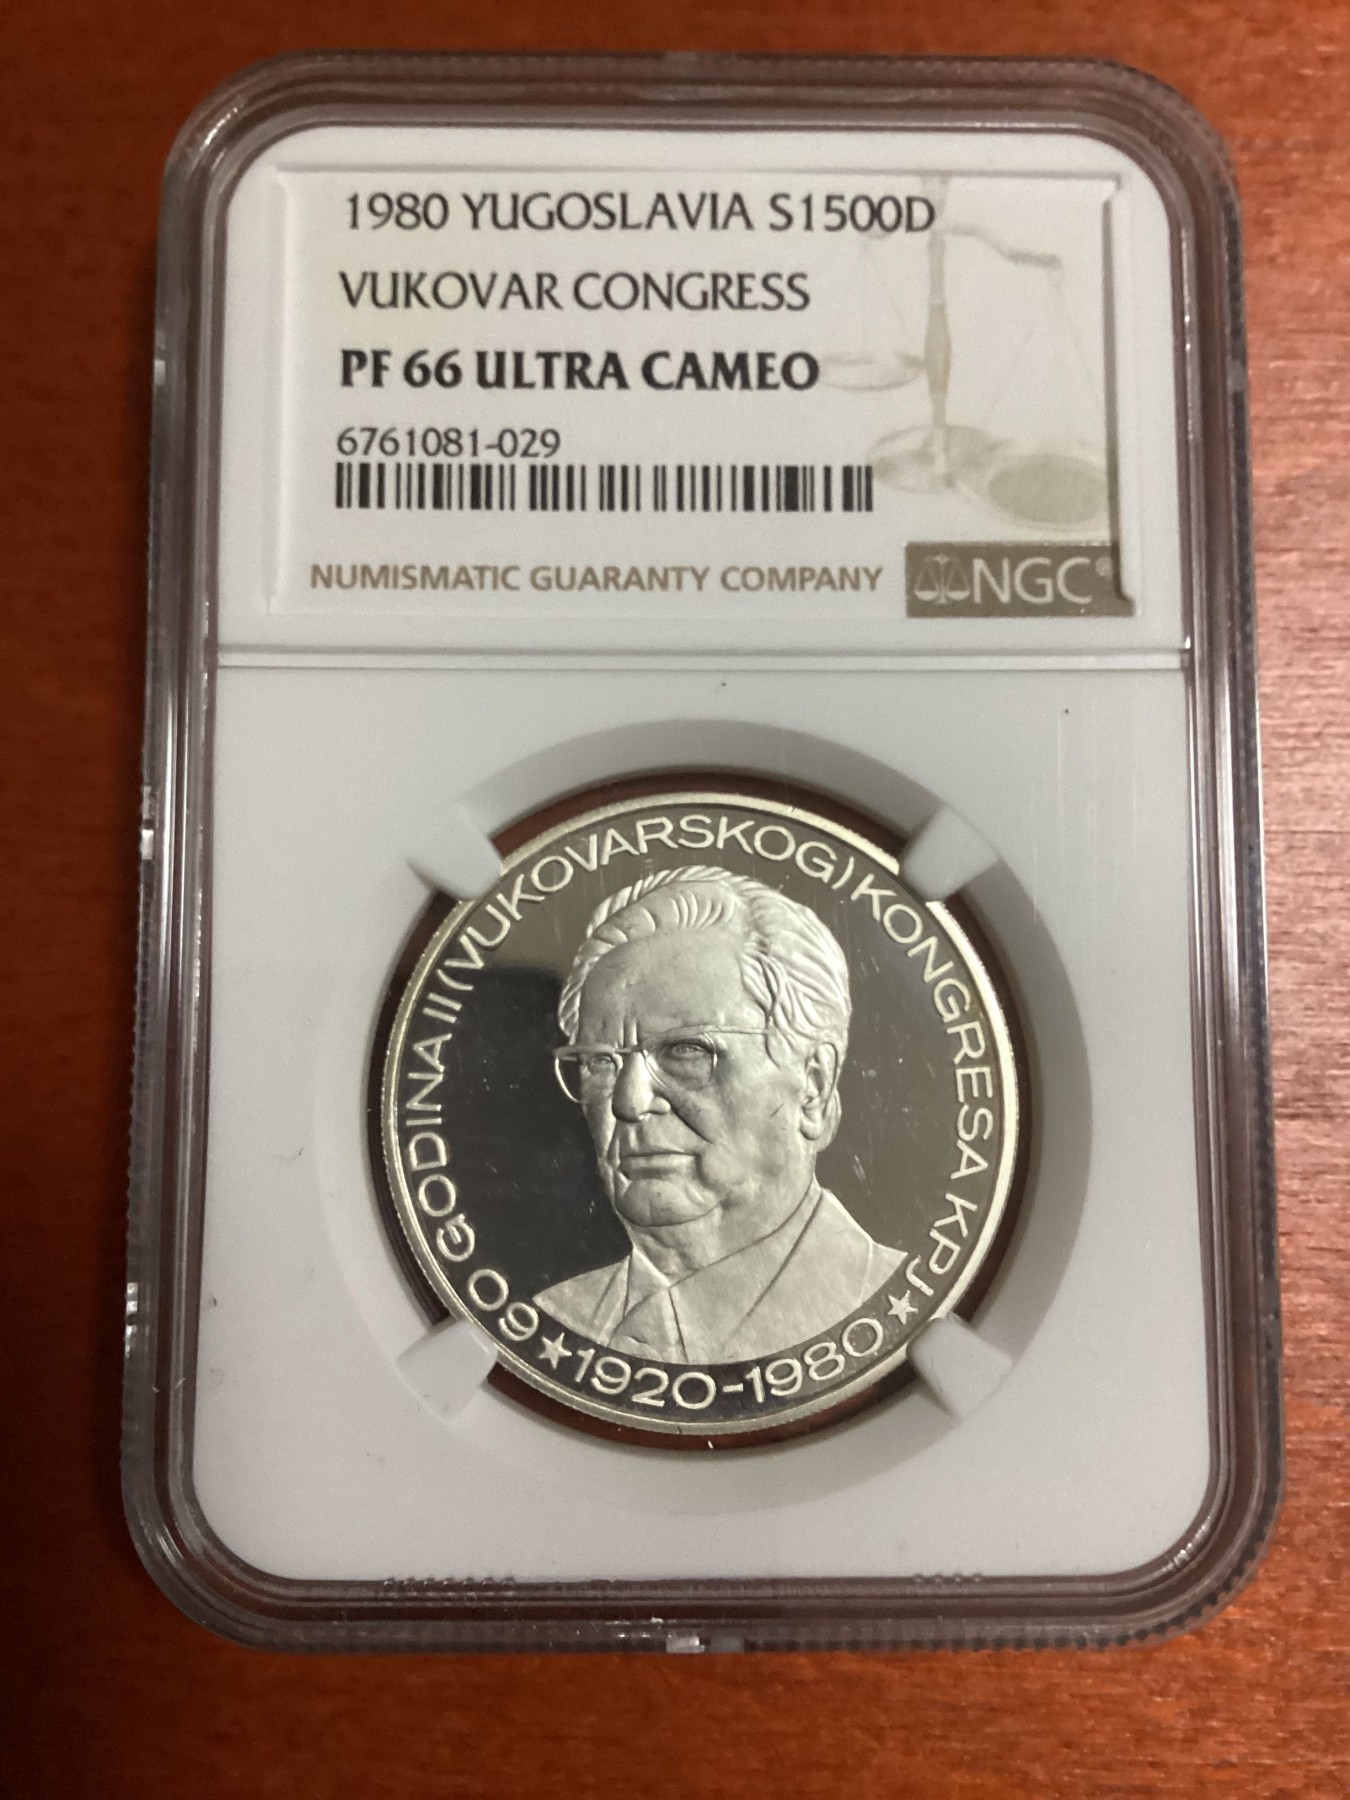 1980 YUGOSLAVIA S1500D
VUKOVAR CONGRESS
PF 66 ULTRA CAMEO
6761081-029
NUMISMATIC GUARANTY COMPANY
NGC®
60 GODINA II (VUKOVARSKOG) KONGRESA KPJ
★ 1920-1980 ★